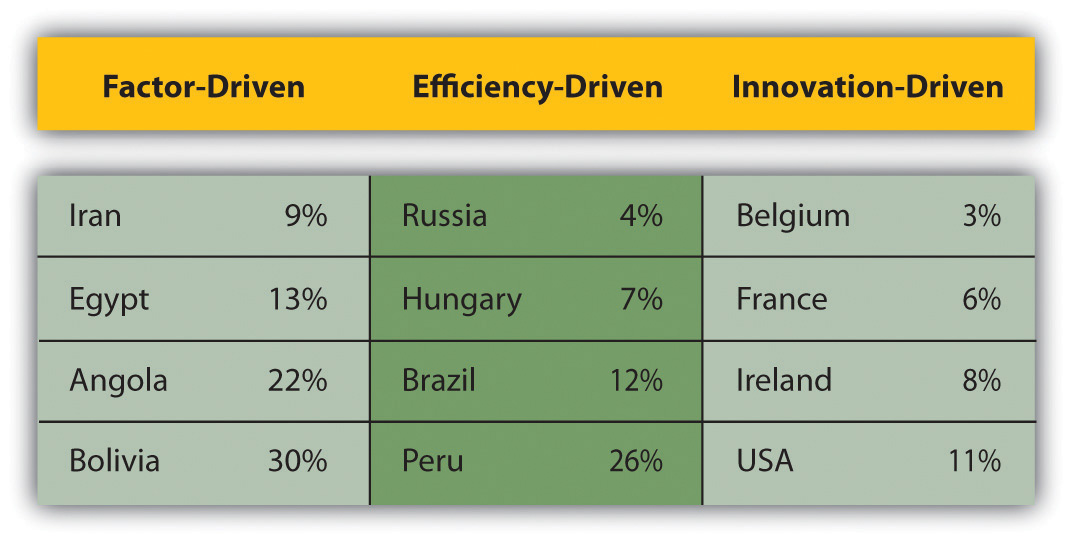 Factor-Driven Efficiency-Driven Innovation-Driven
Iran 9% Russia 4% Belgium 3%
Egypt 13% Hungary 7% France 6%
Angola 22% Brazil 12% Ireland 8%
Bolivia 30% Peru 26% USA 11%